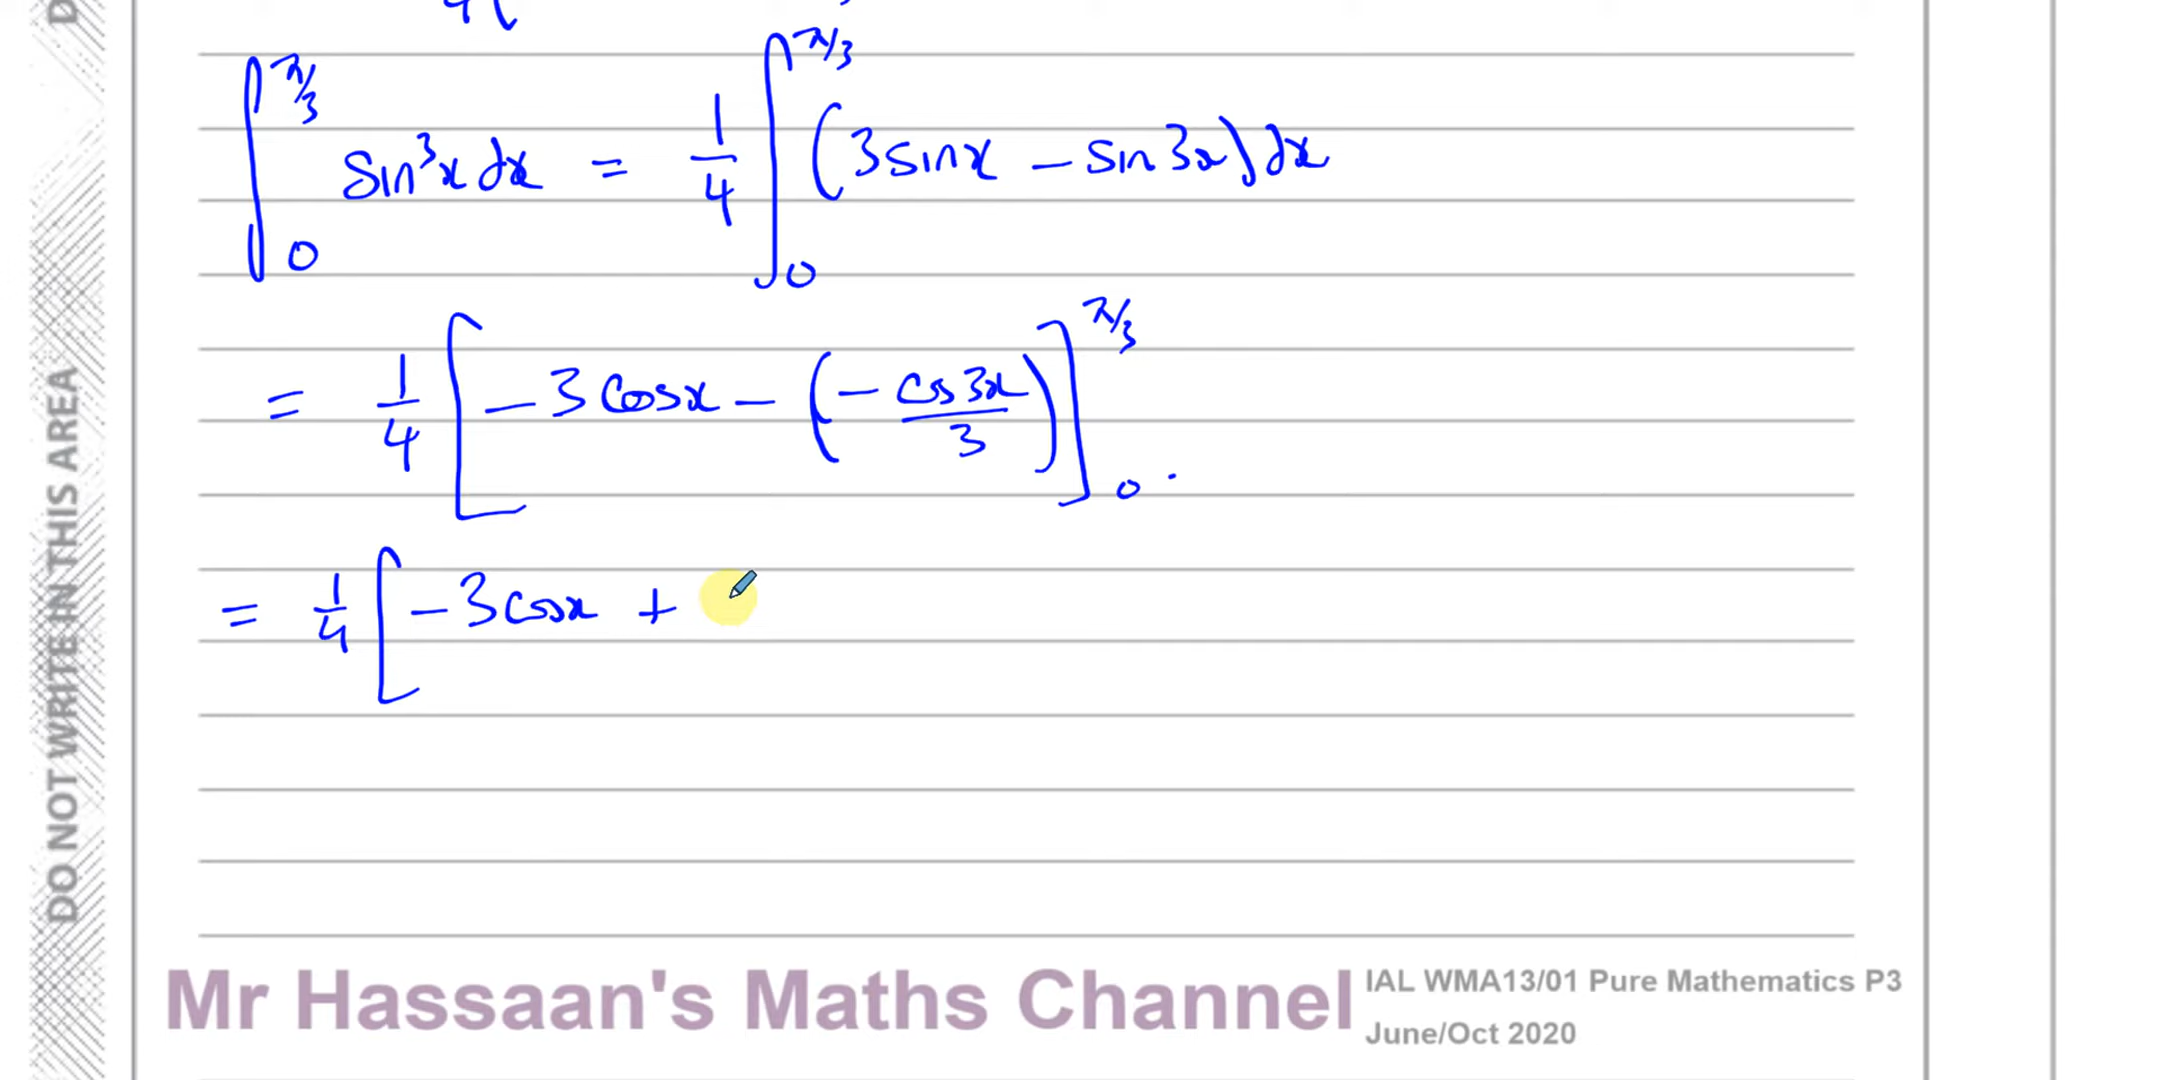 ∫₀^π/3 sin³x dx = 1/4 ∫₀^π/3 (3sinx − sin3x)dx
= 1/4 [−3cosx − (−cos3x/3)]₀^π/3
= 1/4 [−3cosx +
DO NOT WRITE IN THIS AREA
Mr Hassaan's Maths Channel
IAL WMA13/01 Pure Mathematics P3
June/Oct 2020